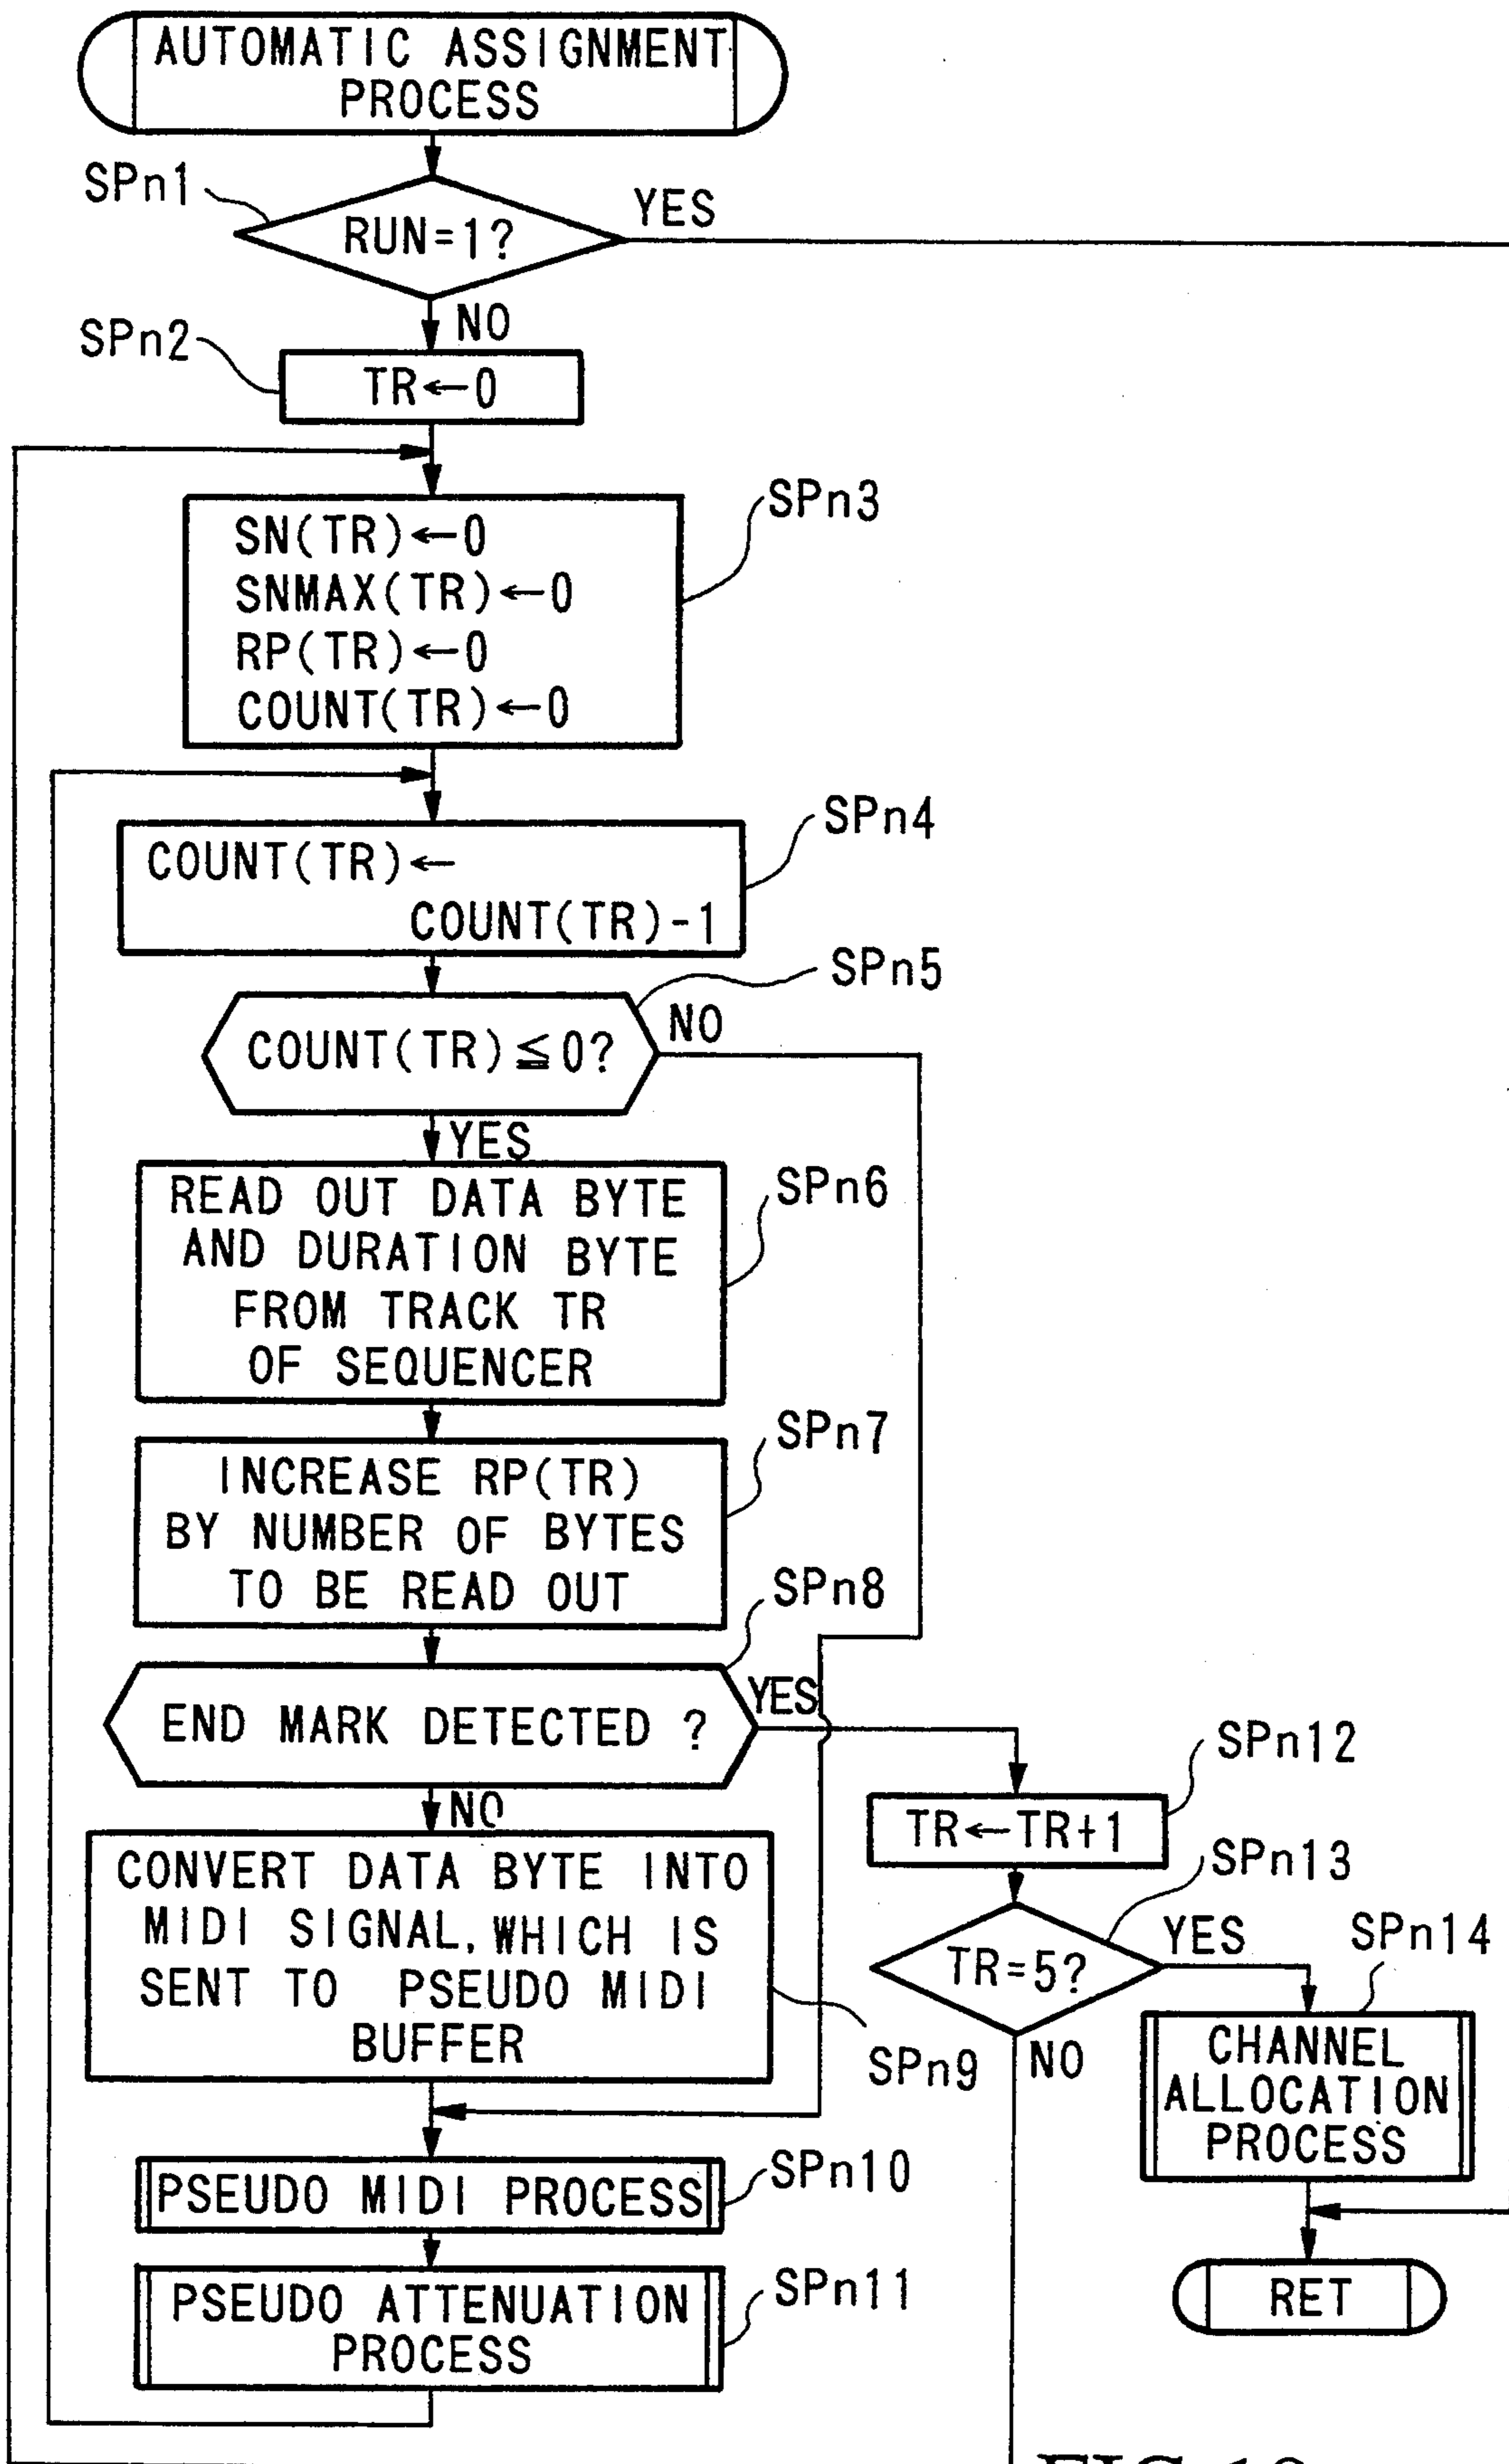 AUTOMATIC ASSIGNMENT
PROCESS
SPn1
RUN=1?
YES
NO
SPn2
TR←0
SPn3
SN(TR)←0
SNMAX(TR)←0
RP(TR)←0
COUNT(TR)←0
SPn4
COUNT(TR)←
COUNT(TR)-1
SPn5
COUNT(TR)≦0?
NO
YES
SPn6
READ OUT DATA BYTE
AND DURATION BYTE
FROM TRACK TR
OF SEQUENCER
SPn7
INCREASE RP(TR)
BY NUMBER OF BYTES
TO BE READ OUT
SPn8
END MARK DETECTED ?
YES
NO
CONVERT DATA BYTE INTO
MIDI SIGNAL, WHICH IS
SENT TO PSEUDO MIDI
BUFFER
SPn9
SPn10
PSEUDO MIDI PROCESS
SPn11
PSEUDO ATTENUATION
PROCESS
SPn12
TR←TR+1
SPn13
TR=5?
YES
NO
SPn14
CHANNEL
ALLOCATION
PROCESS
RET